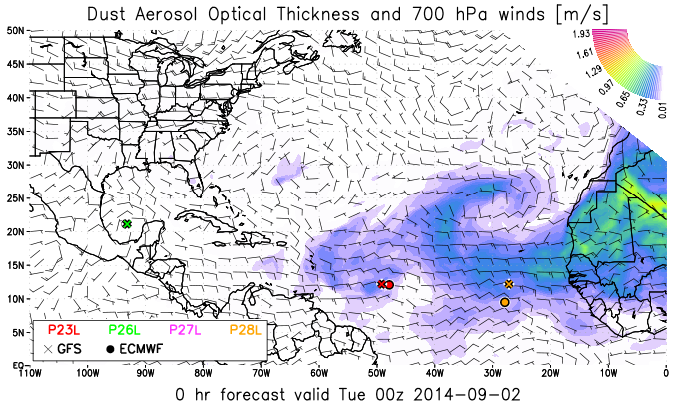 Dust Aerosol Optical Thickness and 700 hPa winds [m/s]
1.93
1.61
1.29
0.97
0.65
0.33
0.01
50N
45N
40N
35N
30N
25N
20N
15N
10N
5N
EQ
P23L P26L P27L P28L
GFS ECMWF
110W 100W 90W 80W 70W 60W 50W 40W 30W 20W 10W 0
0 hr forecast valid Tue 00z 2014-09-02